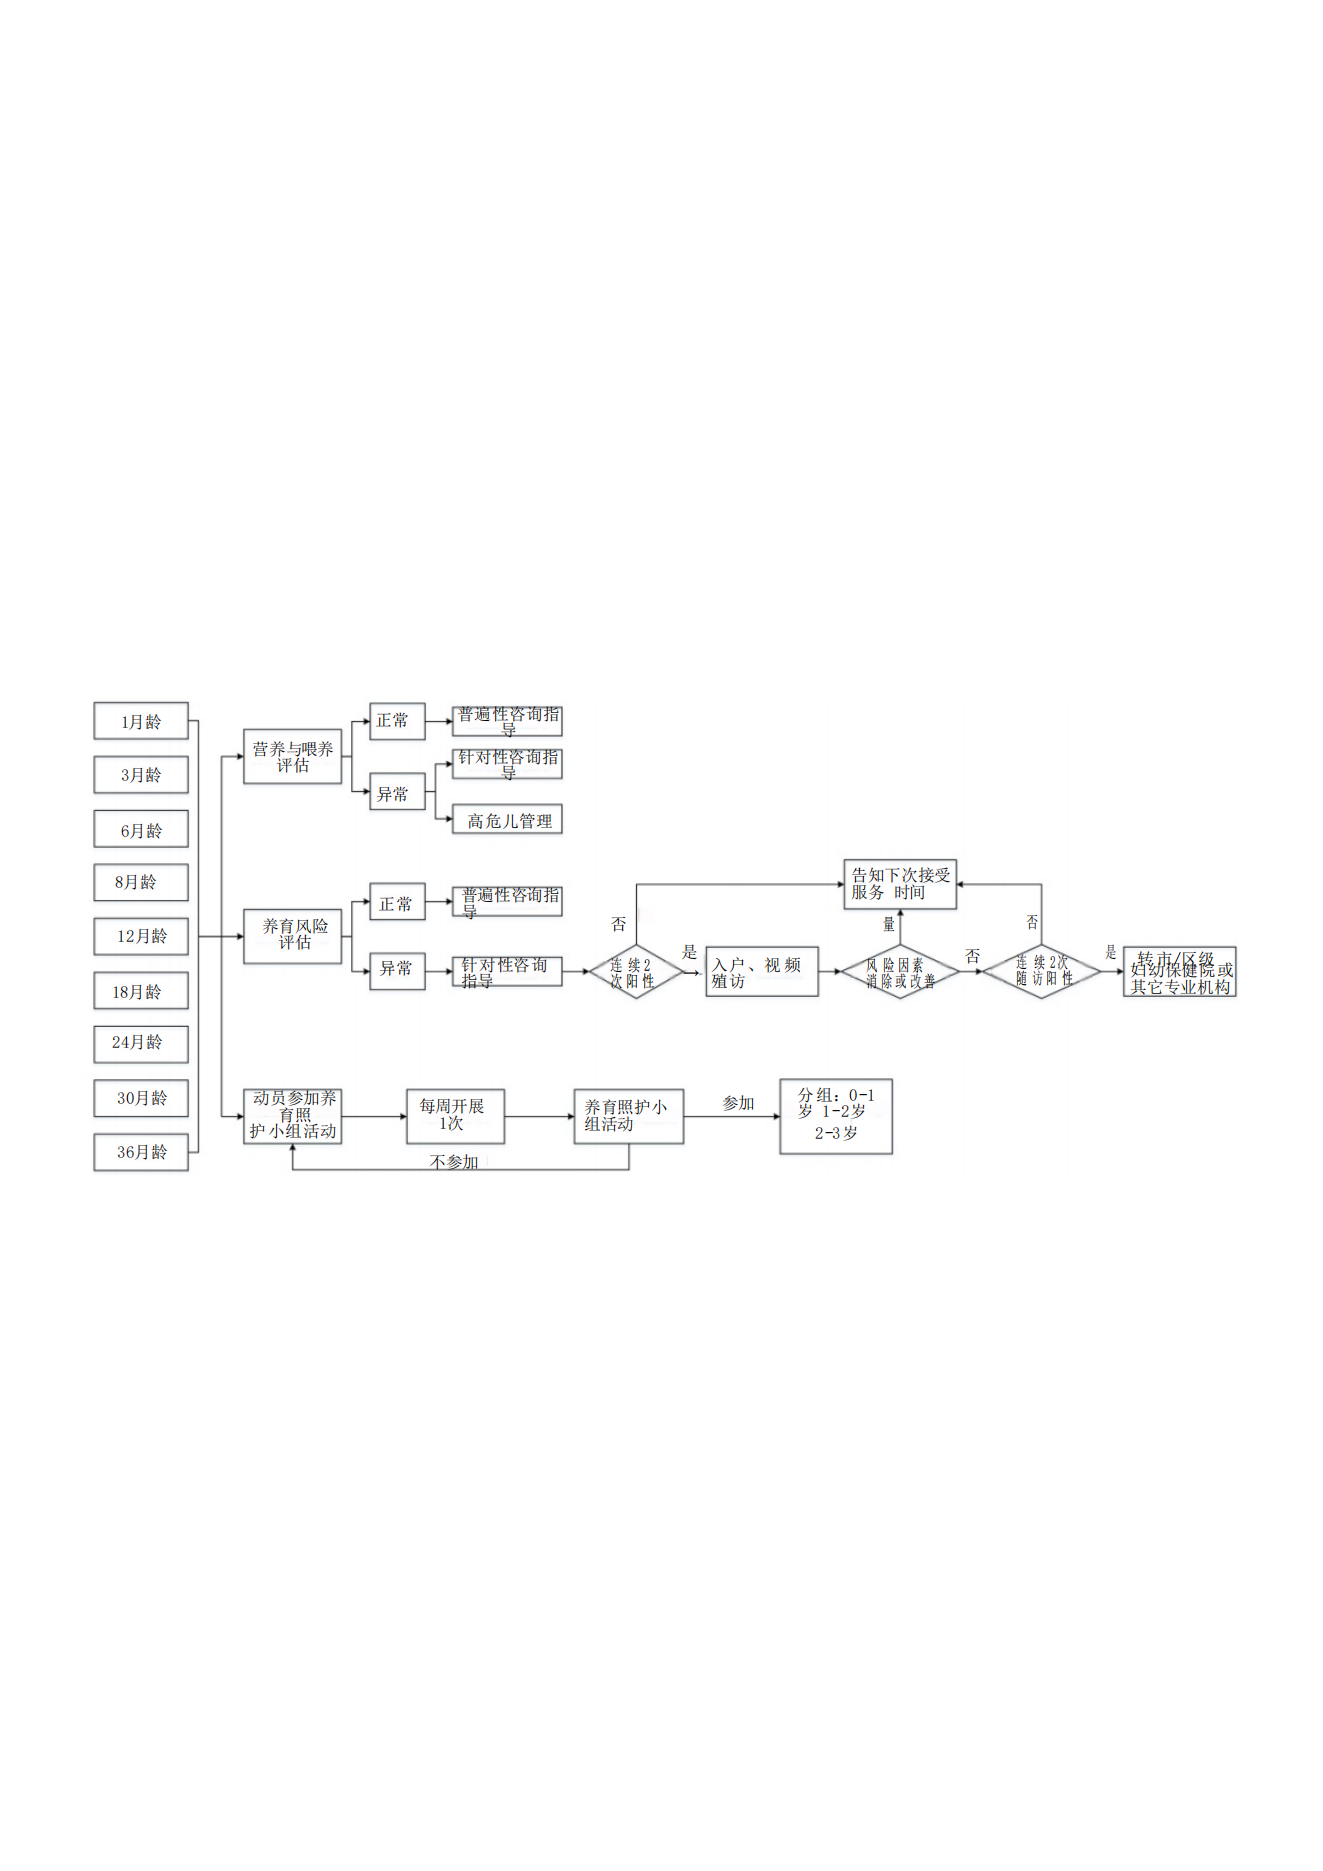 1月龄
3月龄
6月龄
8月龄
12月龄
18月龄
24月龄
30月龄
36月龄
营养与喂养
评估
正常
普遍性咨询指
导
异常
针对性咨询指
导
高危儿管理
养育风险
评估
正常
普遍性咨询指
导
异常
针对性咨询
指导
连续2
次阳性
否
是
入户、视频
殖访
风险因素
消除或改善
量
告知下次接受
服务 时间
否
连续2次
随访阳性
否
是
转市/区级
妇幼保健院或
其它专业机构
动员参加养
育照
护小组活动
每周开展
1次
养育照护小
组活动
参加
分组：0-1
岁 1-2岁
2-3岁
不参加